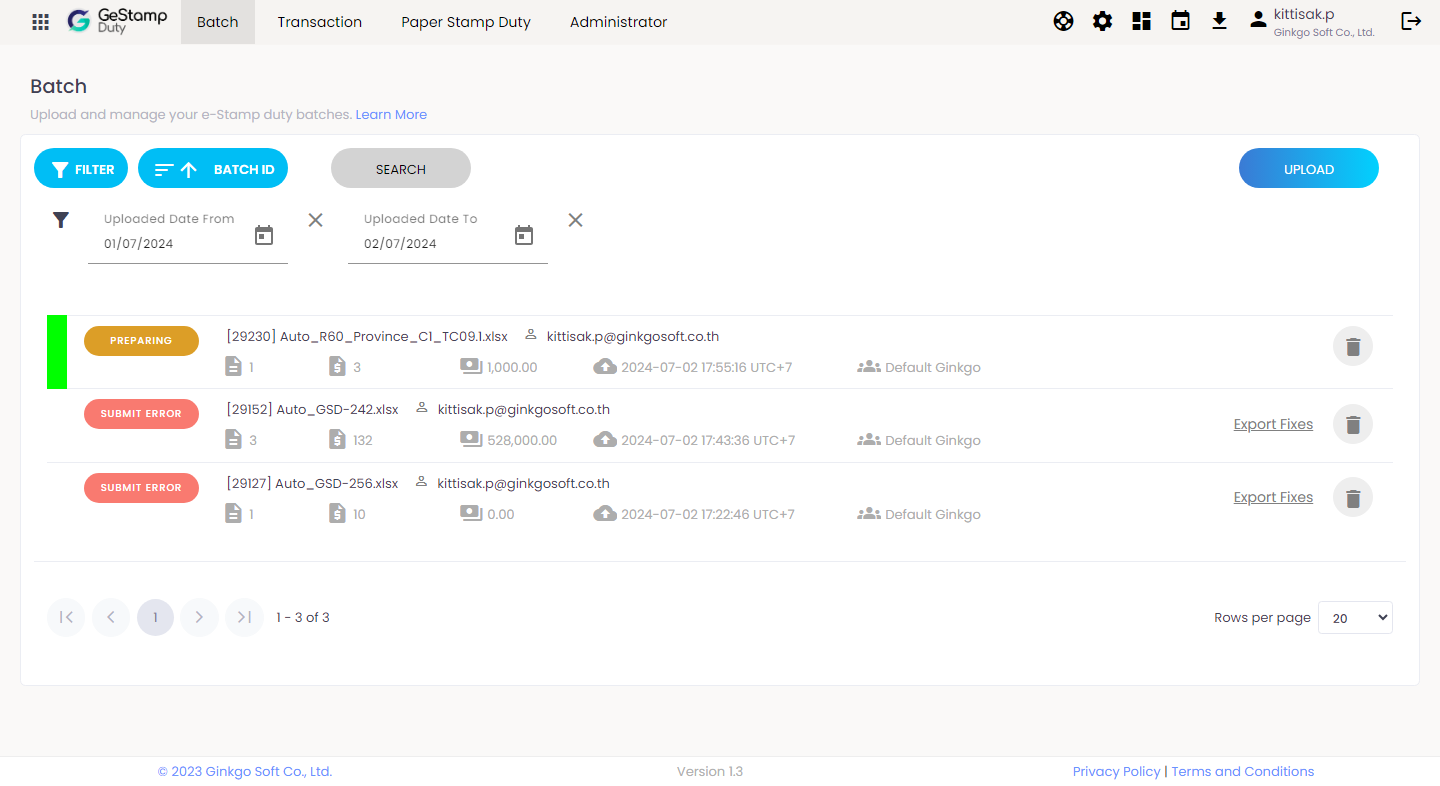 GeStamp
Duty
Batch
Transaction
Paper Stamp Duty
Administrator
kittisak.p
Ginkgo Soft Co., Ltd.
Batch
Upload and manage your e-Stamp duty batches. Learn More
FILTER
BATCH ID
SEARCH
UPLOAD
Uploaded Date From
01/07/2024
Uploaded Date To
02/07/2024
PREPARING
[29230] Auto_R60_Province_C1_TC09.1.xlsx kittisak.p@ginkgosoft.co.th
1 3 1,000.00 2024-07-02 17:55:16 UTC+7 Default Ginkgo
SUBMIT ERROR
[29152] Auto_GSD-242.xlsx kittisak.p@ginkgosoft.co.th
3 132 528,000.00 2024-07-02 17:43:36 UTC+7 Default Ginkgo
Export Fixes
SUBMIT ERROR
[29127] Auto_GSD-256.xlsx kittisak.p@ginkgosoft.co.th
1 10 0.00 2024-07-02 17:22:46 UTC+7 Default Ginkgo
Export Fixes
1
1 - 3 of 3
Rows per page 20
© 2023 Ginkgo Soft Co., Ltd.
Version 1.3
Privacy Policy | Terms and Conditions